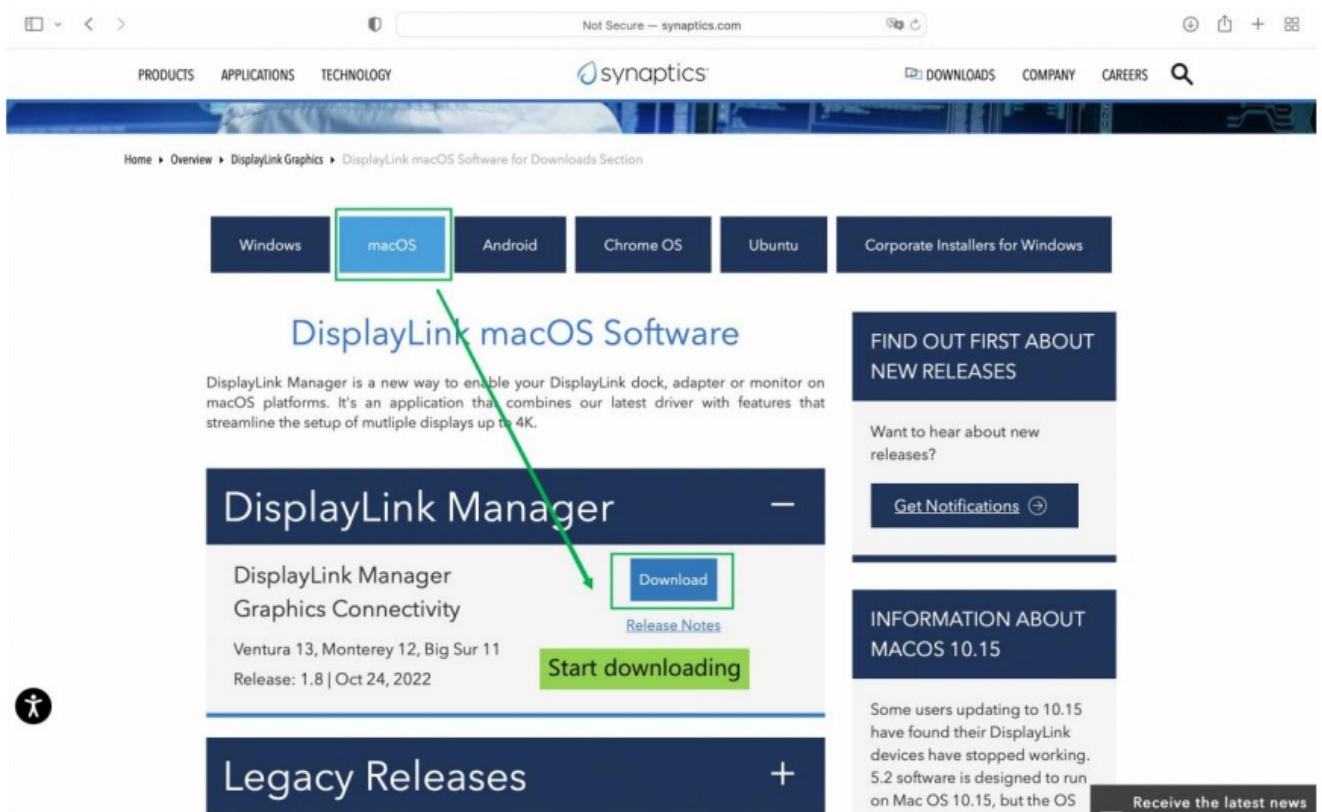 Not Secure — synaptics.com
PRODUCTS APPLICATIONS TECHNOLOGY
synaptics
DOWNLOADS COMPANY CAREERS
Home ▸ Overview ▸ DisplayLink Graphics ▸ DisplayLink macOS Software for Downloads Section
Windows
macOS
Android
Chrome OS
Ubuntu
Corporate Installers for Windows
DisplayLink macOS Software
DisplayLink Manager is a new way to enable your DisplayLink dock, adapter or monitor on
macOS platforms. It's an application that combines our latest driver with features that
streamline the setup of mutliple displays up to 4K.
DisplayLink Manager
DisplayLink Manager
Graphics Connectivity
Ventura 13, Monterey 12, Big Sur 11
Release: 1.8 | Oct 24, 2022
Download
Release Notes
Start downloading
Legacy Releases
FIND OUT FIRST ABOUT
NEW RELEASES
Want to hear about new
releases?
Get Notifications
INFORMATION ABOUT
MACOS 10.15
Some users updating to 10.15
have found their DisplayLink
devices have stopped working.
5.2 software is designed to run
on Mac OS 10.15, but the OS
Receive the latest news